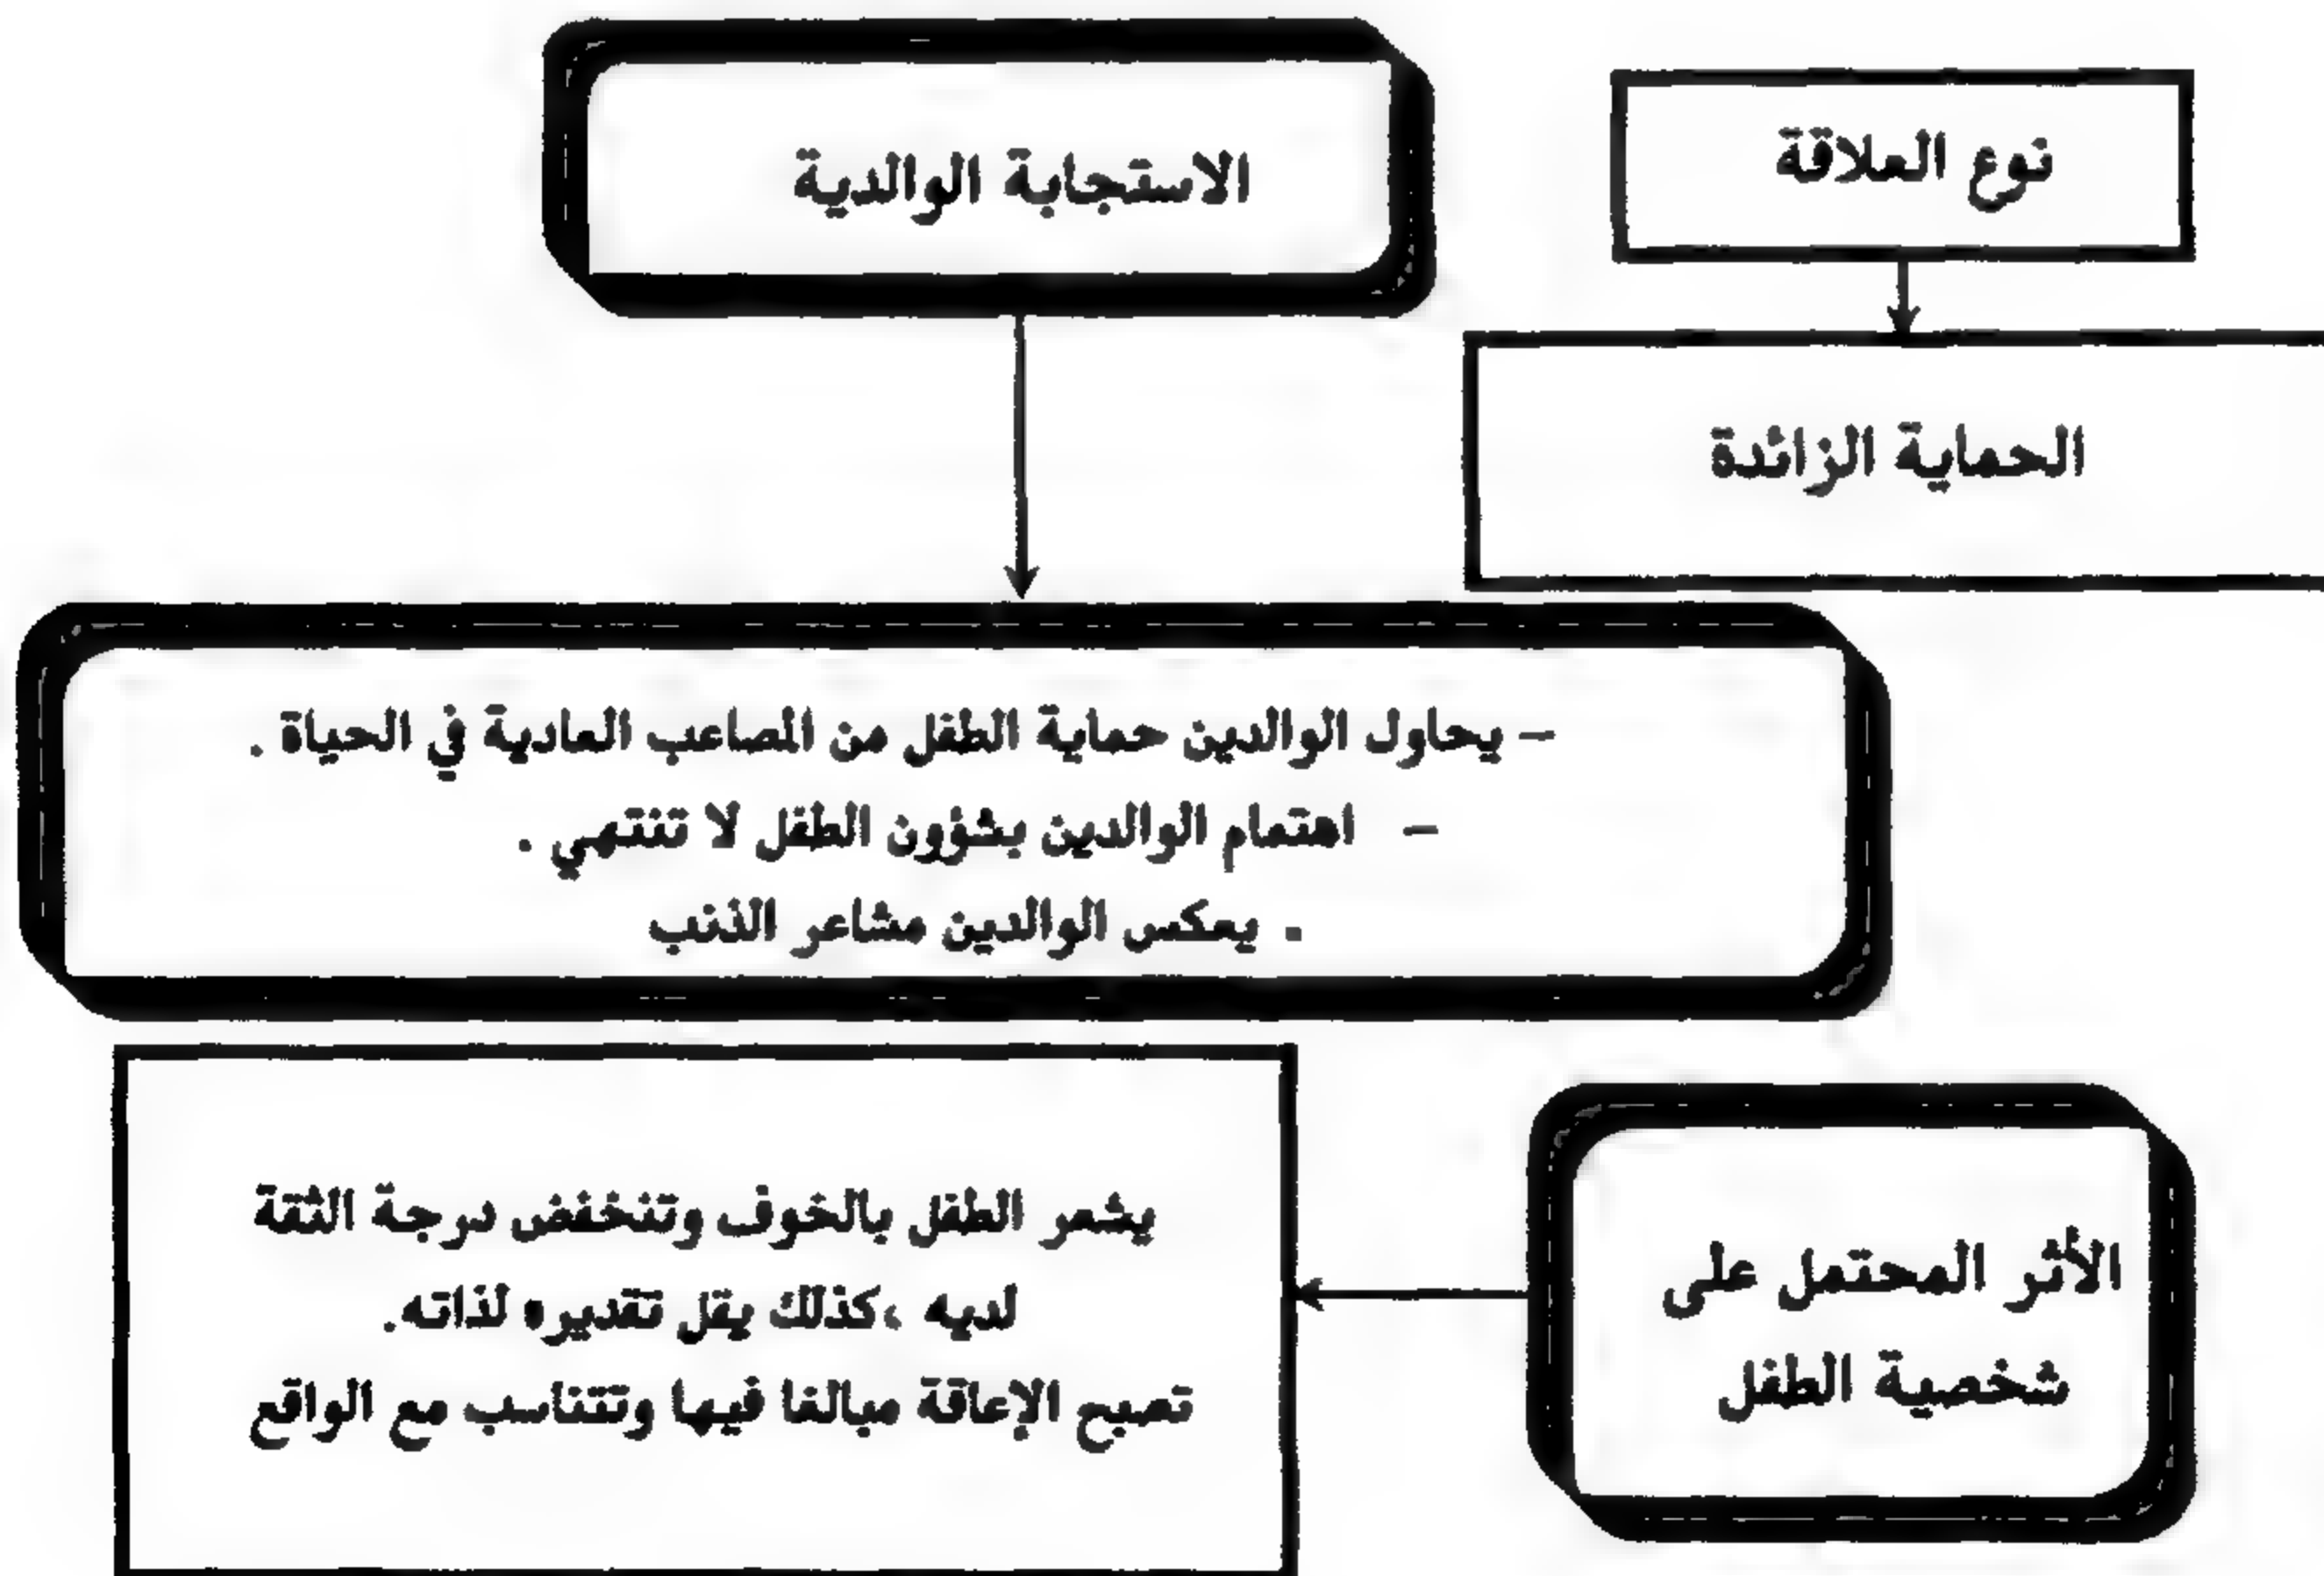 نوع العلاقة
الاستجابة الوالدية
الحماية الزائدة
– يحاول الوالدين حماية الطفل من المصاعب العادية في الحياة .
– اهتمام الوالدين بشؤون الطفل لا تنتهي .
. يعكس الوالدين مشاعر الذنب
الأثر المحتمل على
شخصية الطفل
يشعر الطفل بالخوف وتنخفض درجة الثقة
لديه ،كذلك يقل تقديره لذاته.
تصبح الإعاقة مبالغا فيها وتتناسب مع الواقع